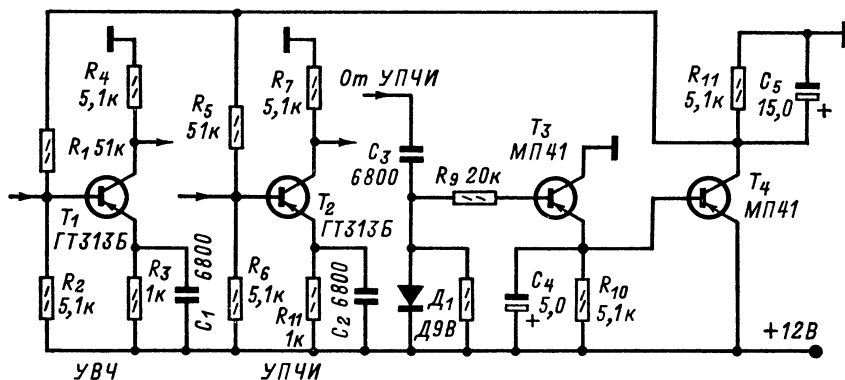 R4
5,1к
R7
5,1к
От УПЧИ
R11
5,1к
C5
15,0
+
R5
51к
R1 51к
C3
6800
T3
МП41
R9 20к
T1
ГТ313Б
T2
ГТ313Б
T4
МП41
R2
5,1к
R3
1к
6800
C1
R6
5,1к
R11
1к
C2 6800
Д1
Д9В
C4
5,0
+
R10
5,1к
+12В
УВЧ
УПЧИ